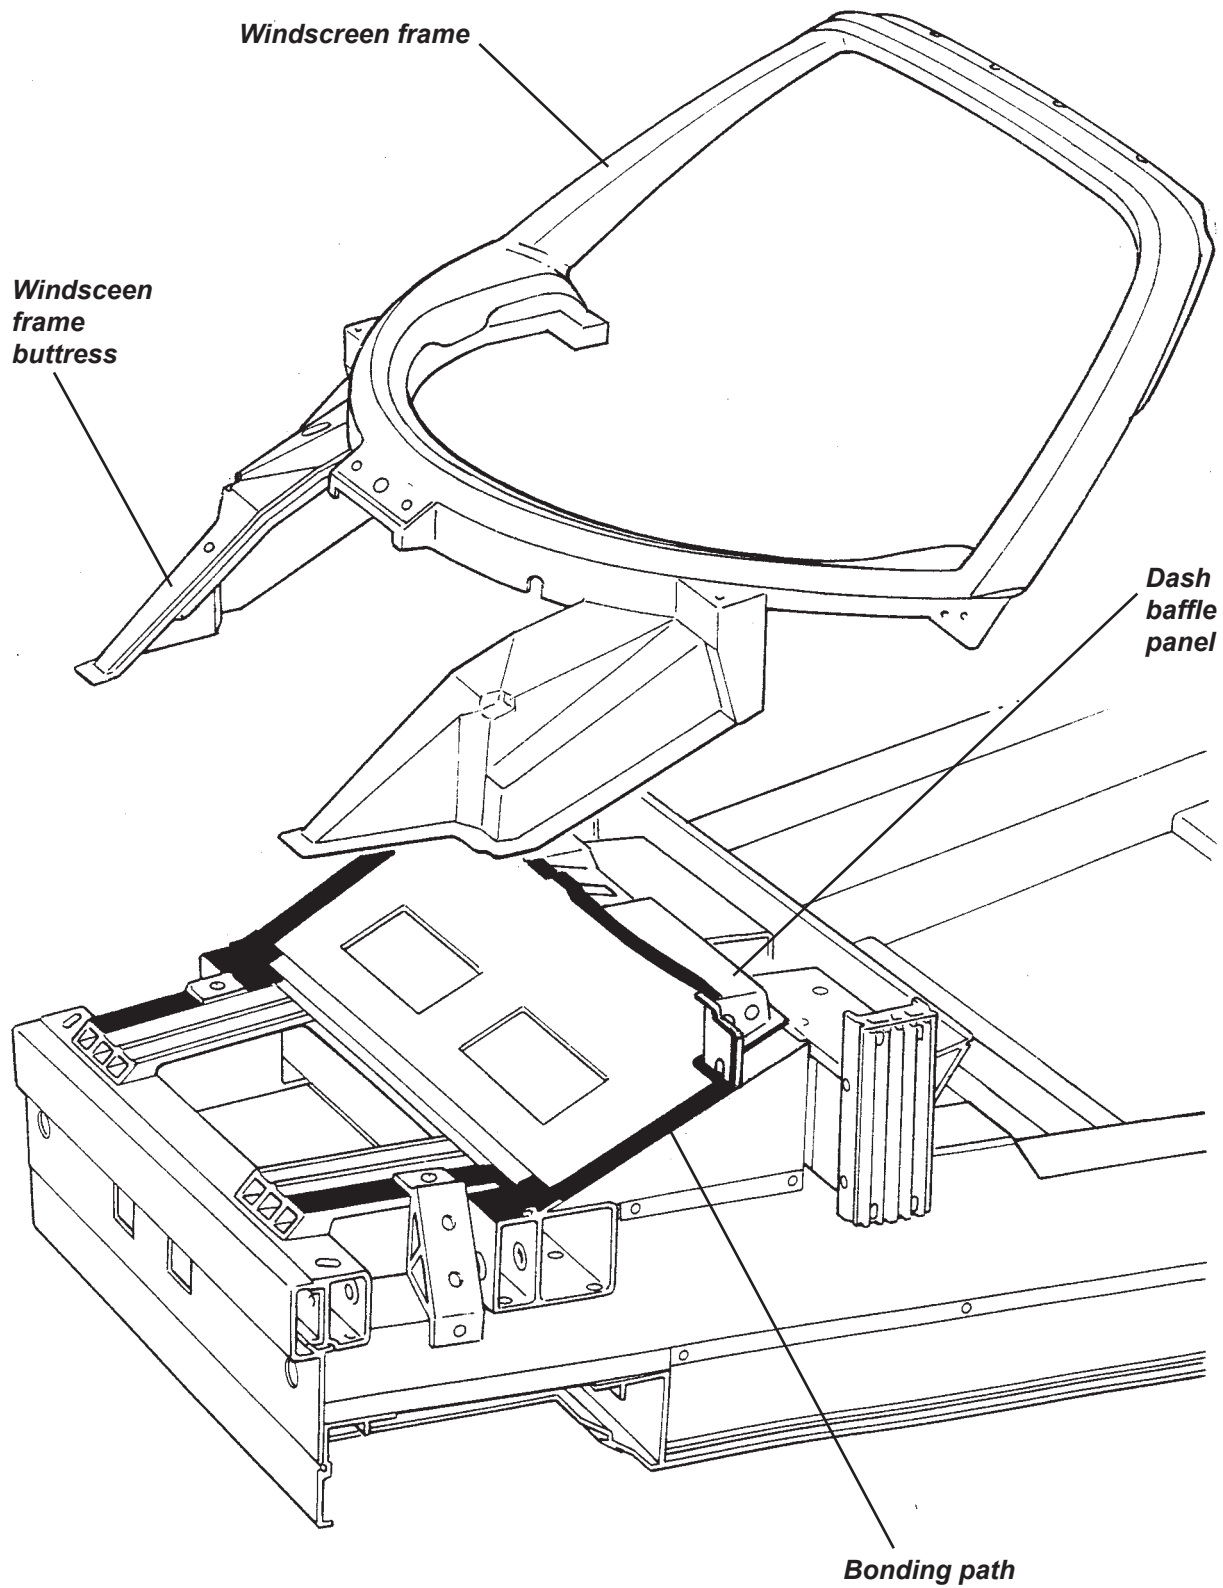 Windscreen frame
Windsceen
frame
buttress
Dash
baffle
panel
Bonding path